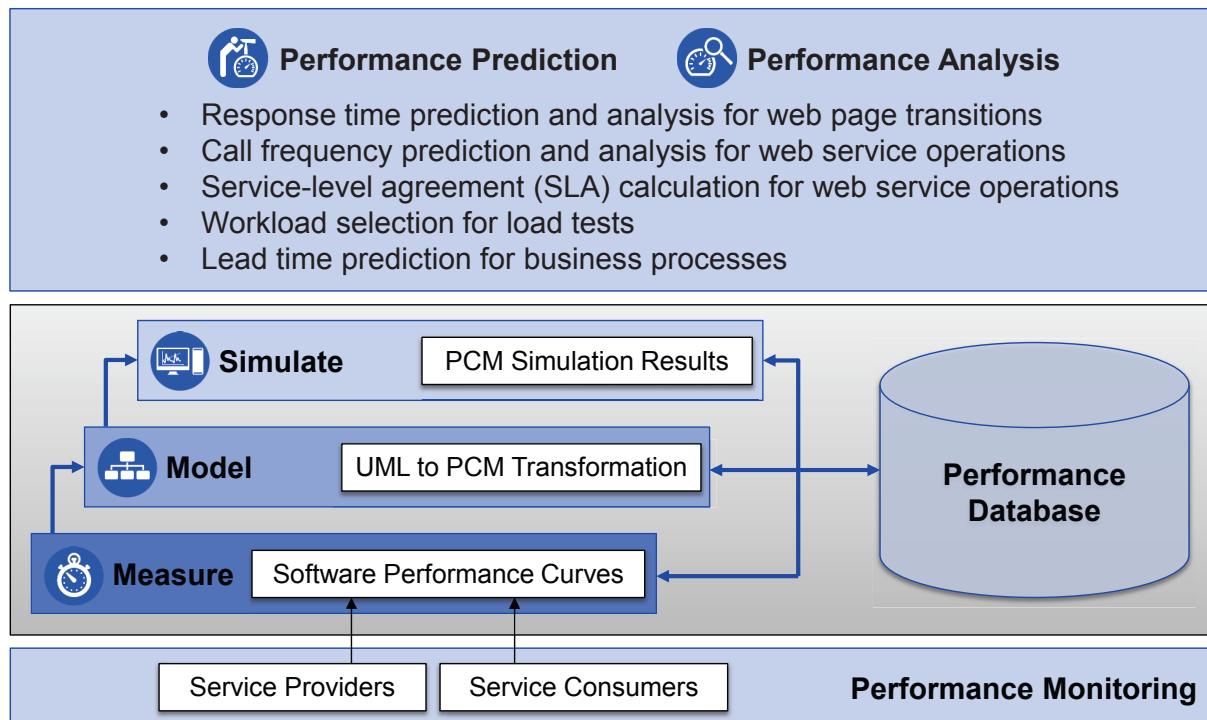 Performance Prediction
Performance Analysis
• Response time prediction and analysis for web page transitions
• Call frequency prediction and analysis for web service operations
• Service-level agreement (SLA) calculation for web service operations
• Workload selection for load tests
• Lead time prediction for business processes
Simulate
PCM Simulation Results
Model
UML to PCM Transformation
Measure
Software Performance Curves
Performance
Database
Service Providers
Service Consumers
Performance Monitoring